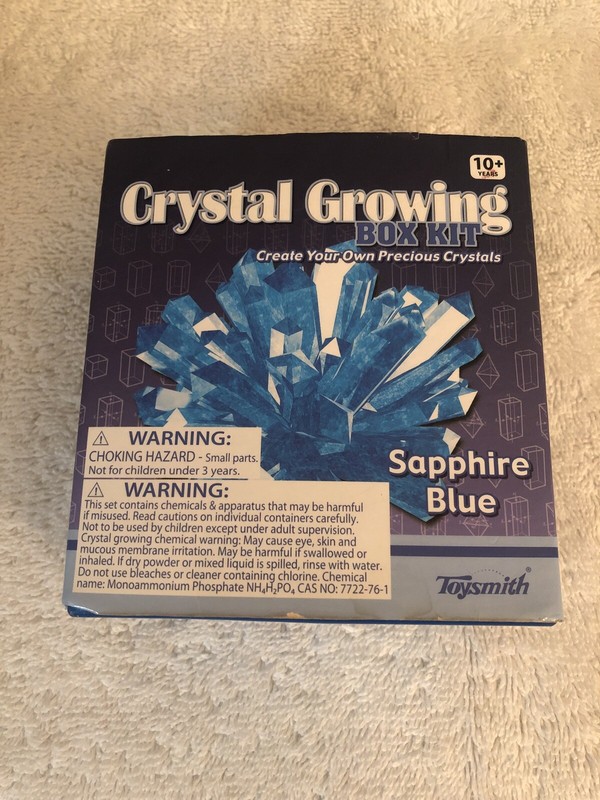 10+
YEARS
Crystal Growing
BOX KIT
Create Your Own Precious Crystals
Sapphire
Blue
⚠ WARNING:
CHOKING HAZARD - Small parts.
Not for children under 3 years.
⚠ WARNING:
This set contains chemicals & apparatus that may be harmful
if misused. Read cautions on individual containers carefully.
Not to be used by children except under adult supervision.
Crystal growing chemical warning: May cause eye, skin and
mucous membrane irritation. May be harmful if swallowed or
inhaled. If dry powder or mixed liquid is spilled, rinse with water.
Do not use bleaches or cleaner containing chlorine. Chemical
name: Monoammonium Phosphate NH₄H₂PO₄ CAS NO: 7722-76-1
Toysmith®